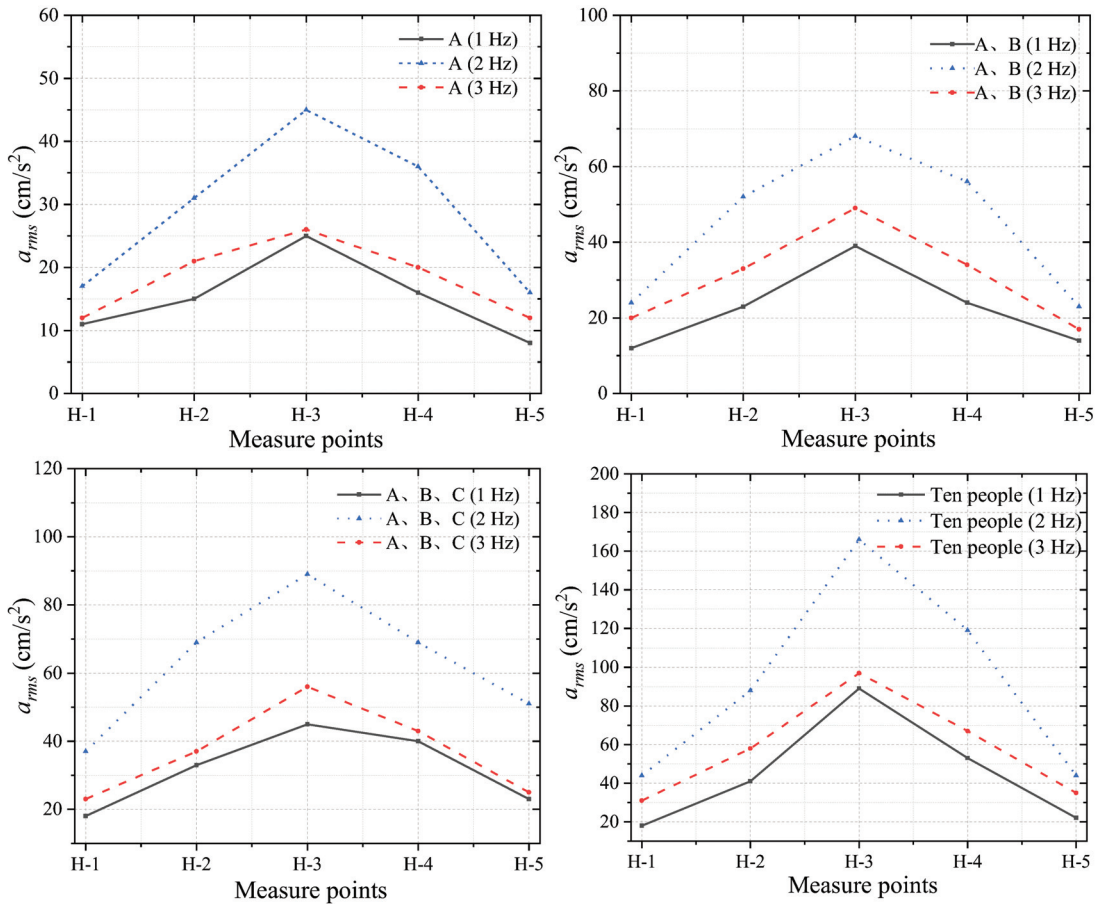 60
50
40
30
20
10
0
a_rms (cm/s²)
A (1 Hz)
A (2 Hz)
A (3 Hz)
H-1 H-2 H-3 H-4 H-5
Measure points
100
80
60
40
20
0
a_rms (cm/s²)
A、B (1 Hz)
A、B (2 Hz)
A、B (3 Hz)
H-1 H-2 H-3 H-4 H-5
Measure points
120
100
80
60
40
20
a_rms (cm/s²)
A、B、C (1 Hz)
A、B、C (2 Hz)
A、B、C (3 Hz)
H-1 H-2 H-3 H-4 H-5
Measure points
200
180
160
140
120
100
80
60
40
20
a_rms (cm/s²)
Ten people (1 Hz)
Ten people (2 Hz)
Ten people (3 Hz)
H-1 H-2 H-3 H-4 H-5
Measure points